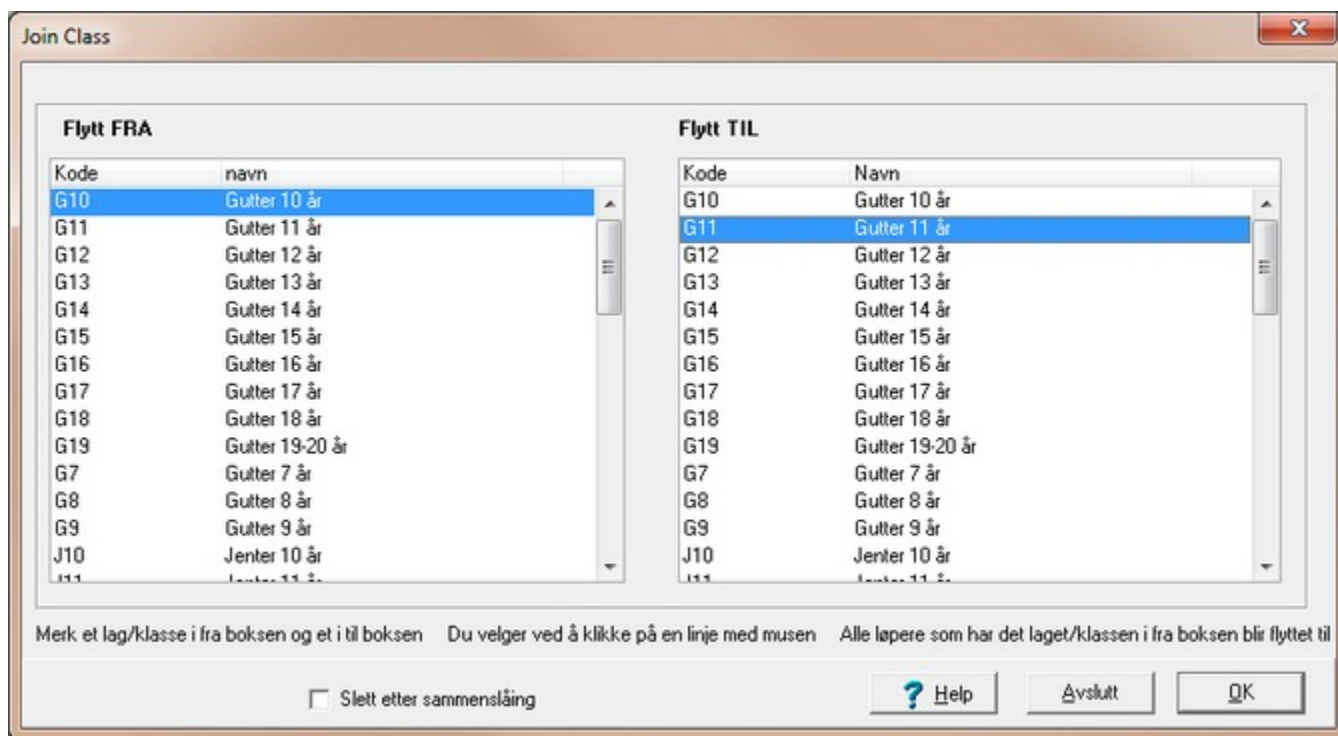 Join Class
Flytt FRA
Kode navn
G10 Gutter 10 år
G11 Gutter 11 år
G12 Gutter 12 år
G13 Gutter 13 år
G14 Gutter 14 år
G15 Gutter 15 år
G16 Gutter 16 år
G17 Gutter 17 år
G18 Gutter 18 år
G19 Gutter 19-20 år
G7 Gutter 7 år
G8 Gutter 8 år
G9 Gutter 9 år
J10 Jenter 10 år
J11 Jenter 11 år
Flytt TIL
Kode Navn
G10 Gutter 10 år
G11 Gutter 11 år
G12 Gutter 12 år
G13 Gutter 13 år
G14 Gutter 14 år
G15 Gutter 15 år
G16 Gutter 16 år
G17 Gutter 17 år
G18 Gutter 18 år
G19 Gutter 19-20 år
G7 Gutter 7 år
G8 Gutter 8 år
G9 Gutter 9 år
J10 Jenter 10 år
J11 Jenter 11 år
Merk et lag/klasse i fra boksen og et i til boksen Du velger ved å klikke på en linje med musen Alle løpere som har det laget/klassen i fra boksen blir flyttet til
Slett etter sammenslåing
? Help
Avslutt
OK